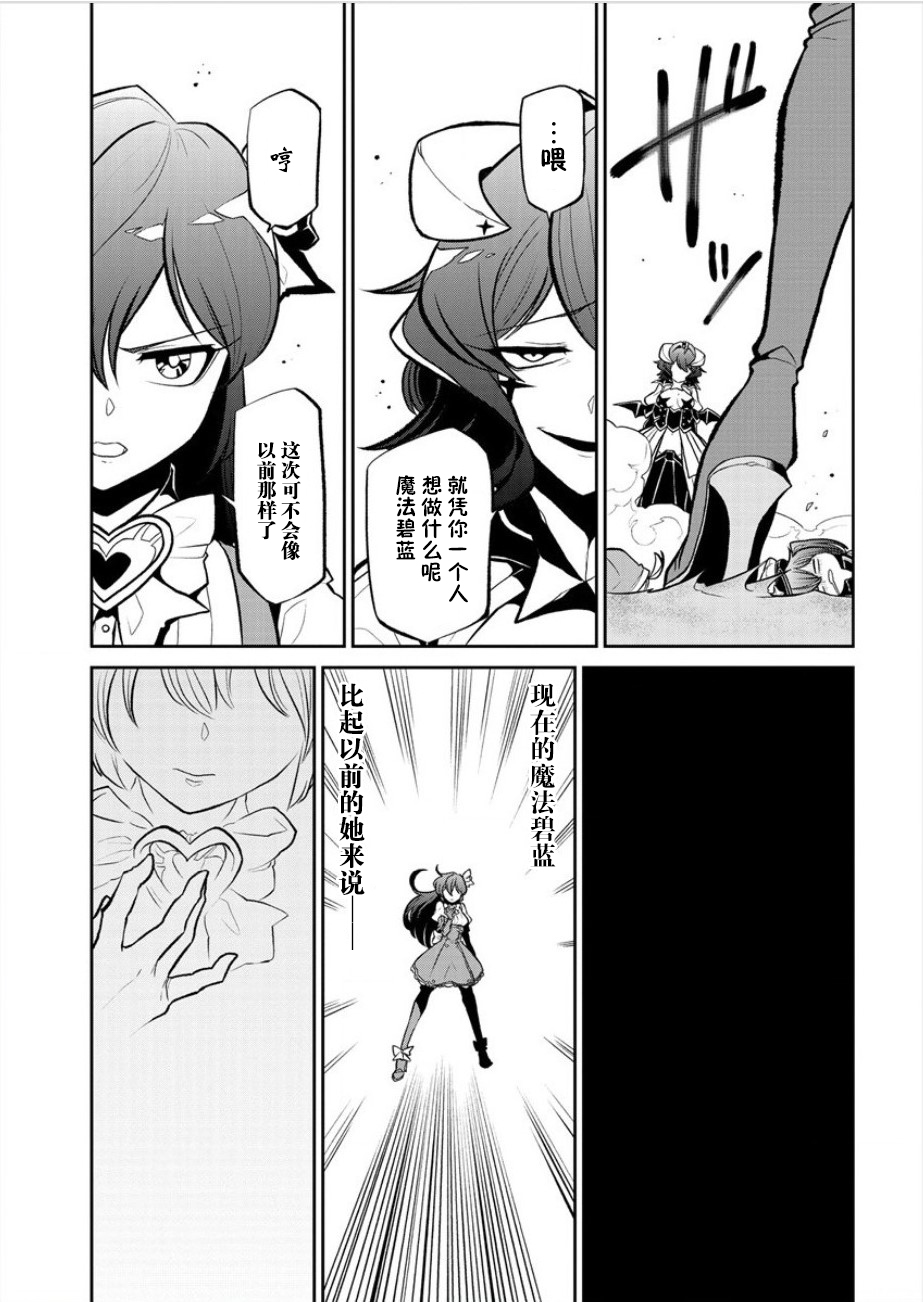 ザッ
…喂
就凭你一个人
想做什么呢
魔法碧蓝
哼
这次可不会像
以前那样了
现在的魔法碧蓝
比起以前的她来说——